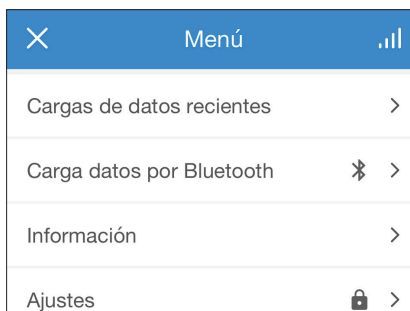 Menú
Cargas de datos recientes
Carga datos por Bluetooth
Información
Ajustes